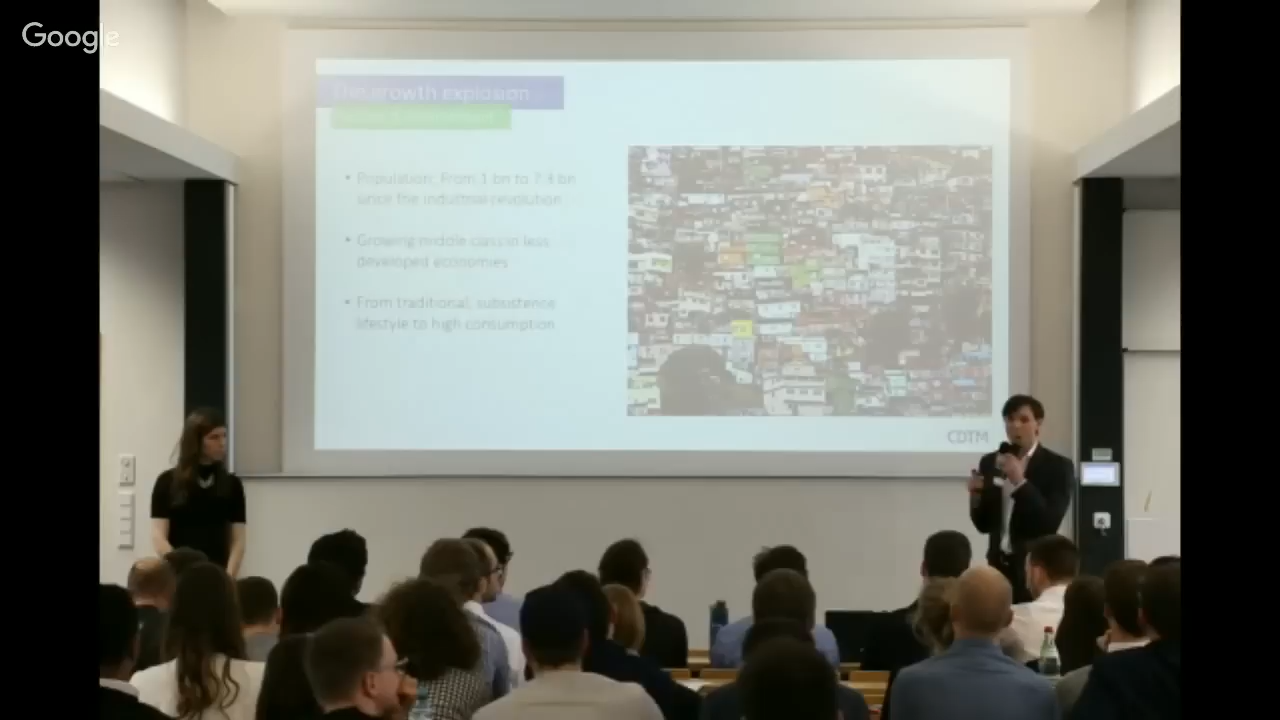 Google
The growth explosion
• Population: From 1 bn to 7.4 bn
since the industrial revolution
• Growing middle class in less
developed economies
• From traditional, subsistence
lifestyle to high consumption
CDTM